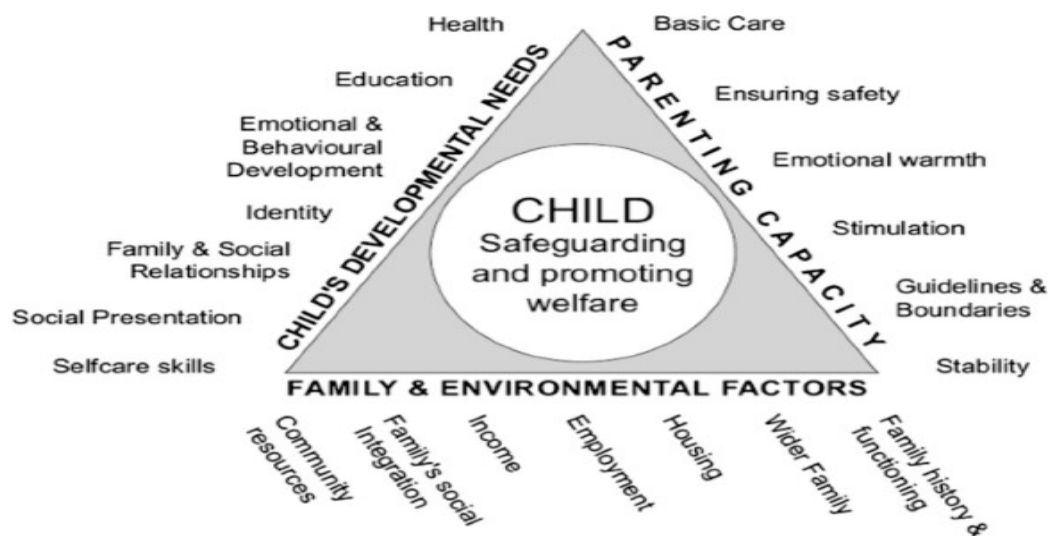 Health
Education
Emotional &
Behavioural
Development
Identity
Family & Social
Relationships
Social Presentation
Selfcare skills
CHILD'S DEVELOPMENTAL NEEDS
CHILD
Safeguarding
and promoting
welfare
PARENTING CAPACITY
Basic Care
Ensuring safety
Emotional warmth
Stimulation
Guidelines &
Boundaries
Stability
FAMILY & ENVIRONMENTAL FACTORS
Community
resources
Family's social
Integration
Income
Employment
Housing
Wider Family
Family history &
functioning